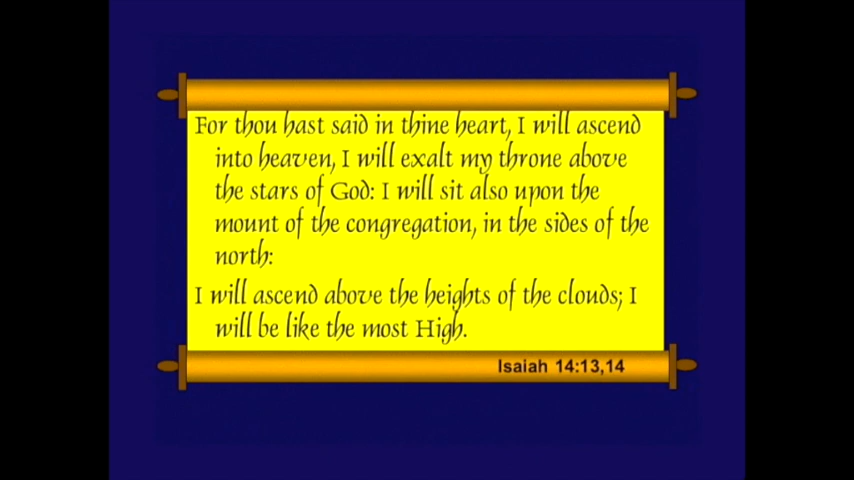 For thou hast said in thine heart, I will ascend
into heaven, I will exalt my throne above
the stars of God: I will sit also upon the
mount of the congregation, in the sides of the
north:
I will ascend above the heights of the clouds; I
will be like the most High.
Isaiah 14:13,14